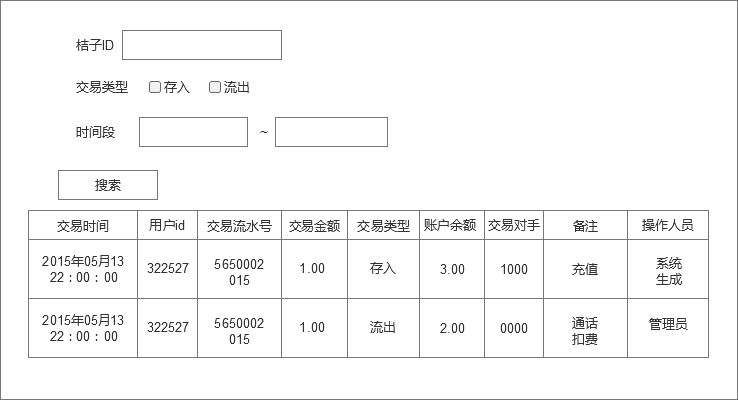 桔子ID
交易类型 存入 流出
时间段 ~
搜索
交易时间 用户id 交易流水号 交易金额 交易类型 账户余额 交易对手 备注 操作人员
2015年05月13 22：00：00 322527 5650002 015 1.00 存入 3.00 1000 充值 系统 生成
2015年05月13 22：00：00 322527 5650002 015 1.00 流出 2.00 0000 通话 扣费 管理员